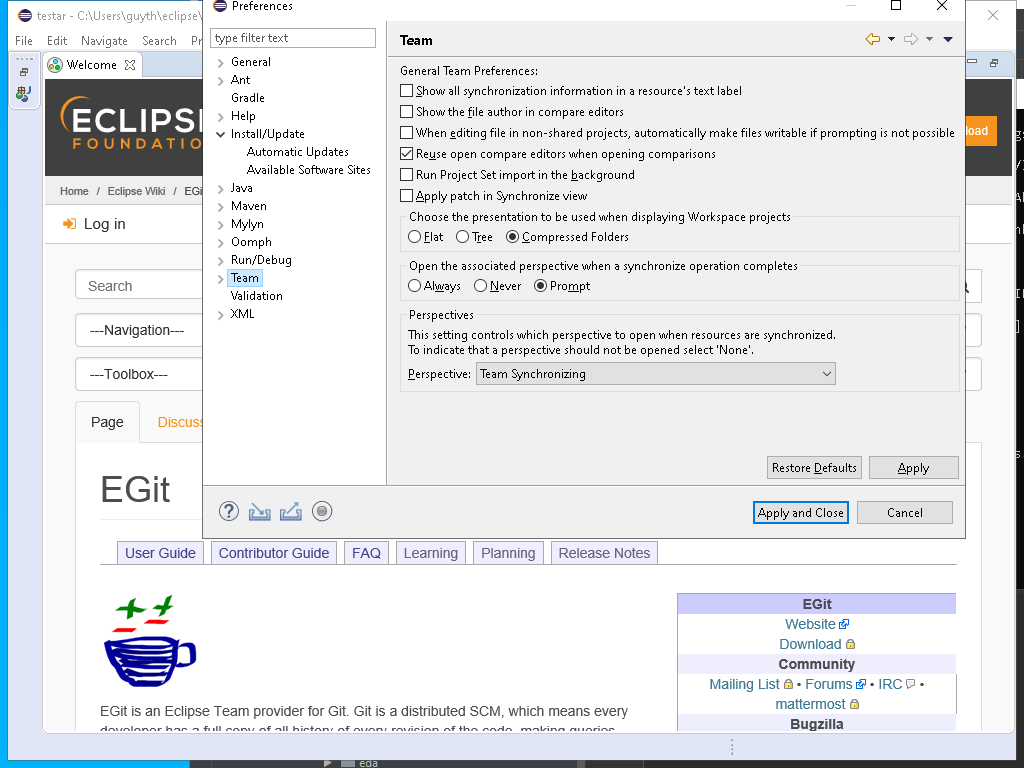 testar - C:\Users\guyth\eclipse\
Preferences
File Edit Navigate Search Pr
type filter text
Team
Welcome
General
Ant
Gradle
Help
Install/Update
Automatic Updates
Available Software Sites
Java
Maven
Mylyn
Oomph
Run/Debug
Team
Validation
XML
General Team Preferences:
Show all synchronization information in a resource's text label
Show the file author in compare editors
When editing file in non-shared projects, automatically make files writable if prompting is not possible
Reuse open compare editors when opening comparisons
Run Project Set import in the background
Apply patch in Synchronize view
Choose the presentation to be used when displaying Workspace projects
Flat Tree Compressed Folders
Open the associated perspective when a synchronize operation completes
Always Never Prompt
Perspectives
This setting controls which perspective to open when resources are synchronized.
To indicate that a perspective should not be opened select 'None'.
Perspective: Team Synchronizing
Restore Defaults Apply
Apply and Close Cancel
ECLIPS
FOUNDATIO
load
Home / Eclipse Wiki / EGi
Log in
Search
---Navigation---
---Toolbox---
Page Discuss
EGit
User Guide Contributor Guide FAQ Learning Planning Release Notes
EGit is an Eclipse Team provider for Git. Git is a distributed SCM, which means every
developer has a full copy of all history of every revision of the code, making queries
EGit
Website
Download
Community
Mailing List • Forums • IRC •
mattermost
Bugzilla
eda